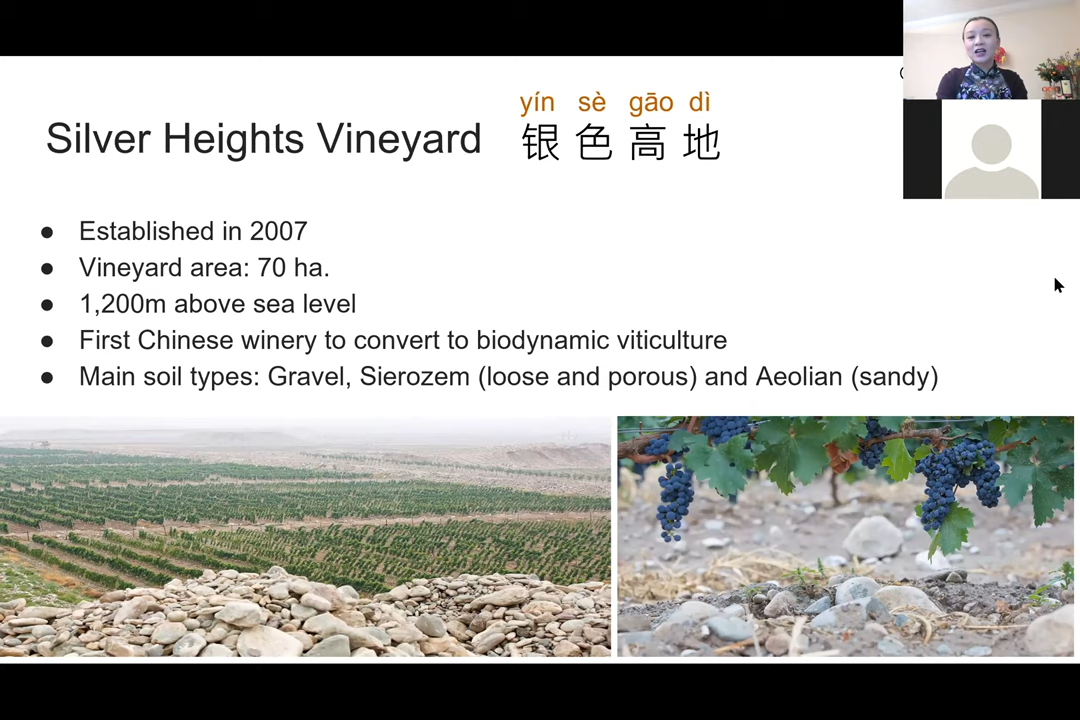 yín sè gāo dì
Silver Heights Vineyard 银色高地
● Established in 2007
● Vineyard area: 70 ha.
● 1,200m above sea level
● First Chinese winery to convert to biodynamic viticulture
● Main soil types: Gravel, Sierozem (loose and porous) and Aeolian (sandy)